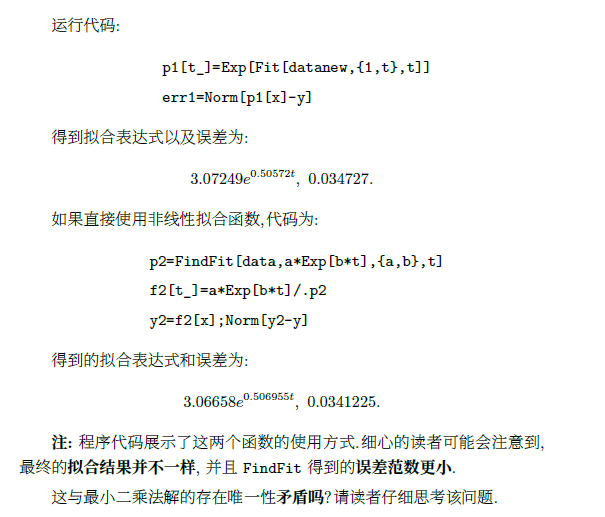 运行代码:
p1[t_]=Exp[Fit[datanew,{1,t},t]]
err1=Norm[p1[x]-y]
得到拟合表达式以及误差为:
3.07249e^{0.50572t}, 0.034727.
如果直接使用非线性拟合函数,代码为:
p2=FindFit[data,a*Exp[b*t],{a,b},t]
f2[t_]=a*Exp[b*t]/.p2
y2=f2[x];Norm[y2-y]
得到的拟合表达式和误差为:
3.06658e^{0.506955t}, 0.0341225.
注: 程序代码展示了这两个函数的使用方式.细心的读者可能会注意到,
最终的拟合结果并不一样, 并且 FindFit 得到的误差范数更小.
这与最小二乘法解的存在唯一性矛盾吗?请读者仔细思考该问题.